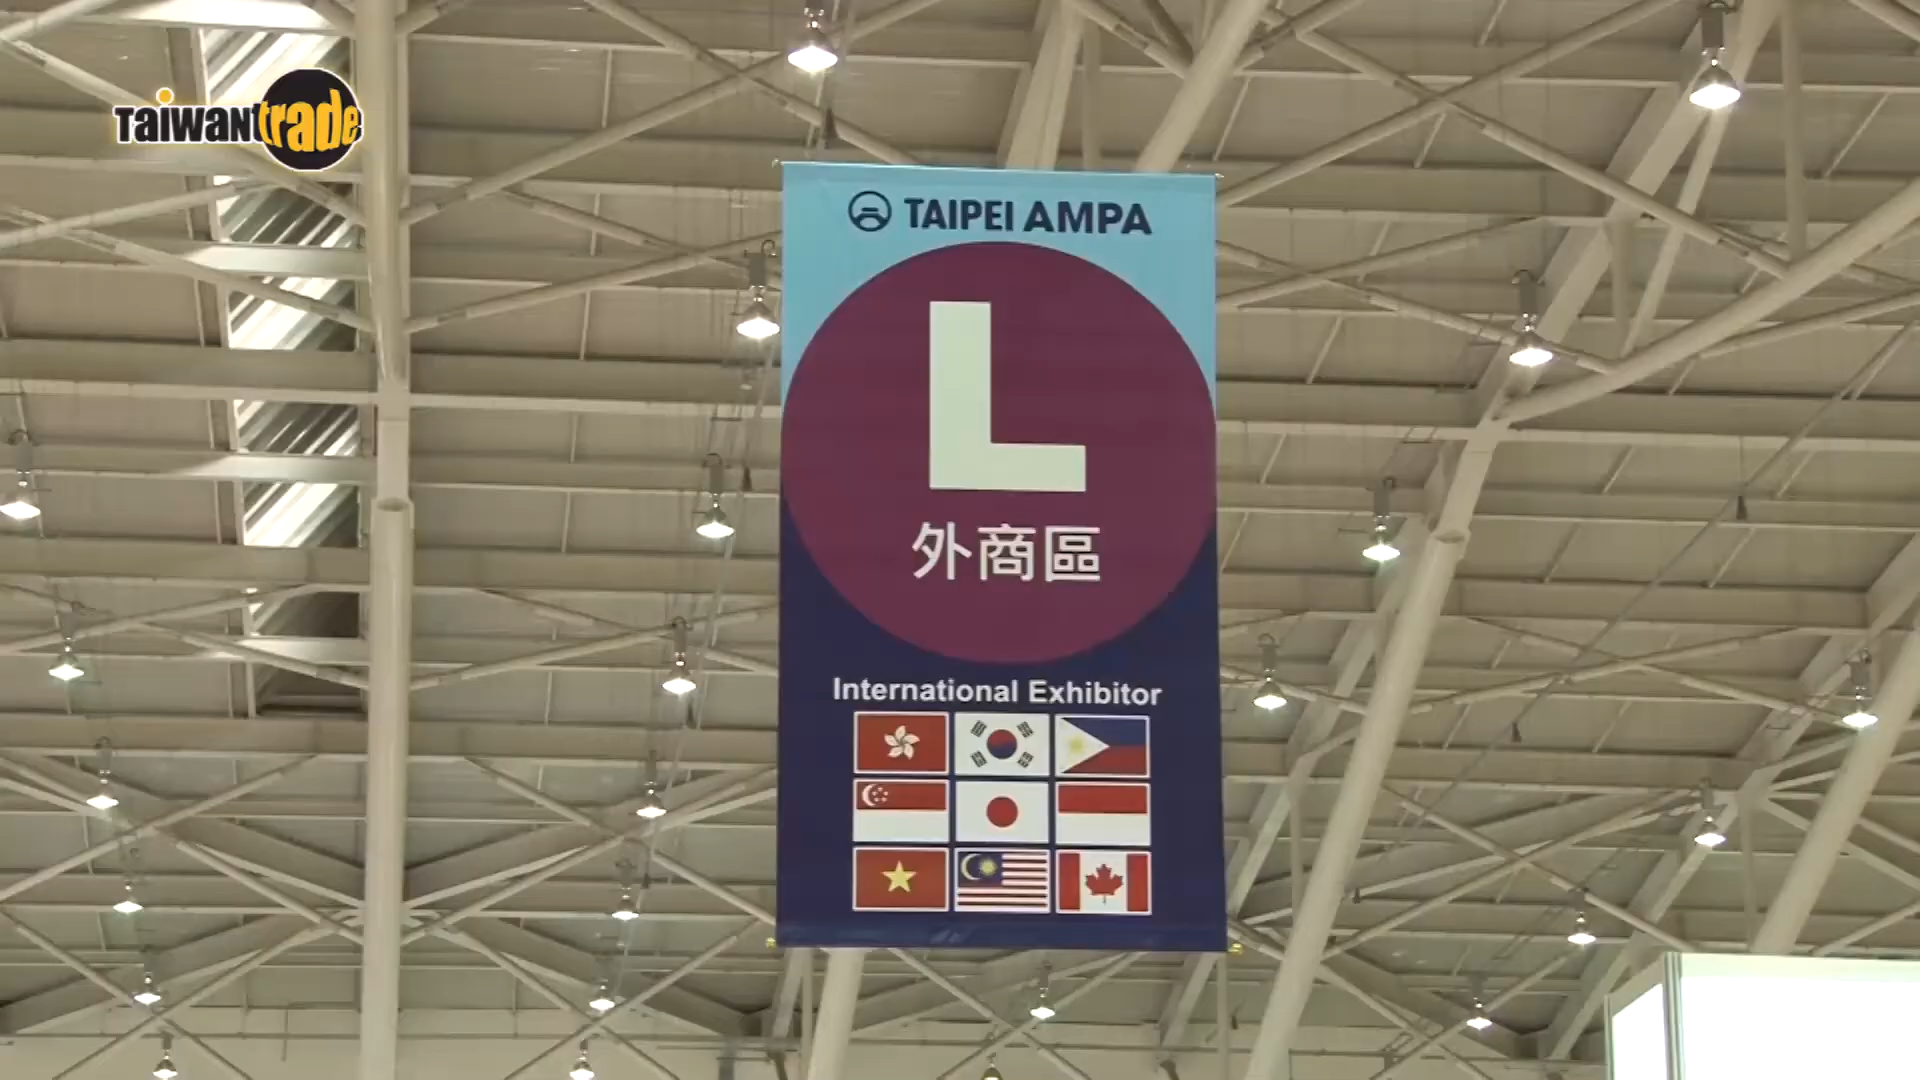 Taiwantrade
TAIPEI AMPA
L
外商區
International Exhibitor